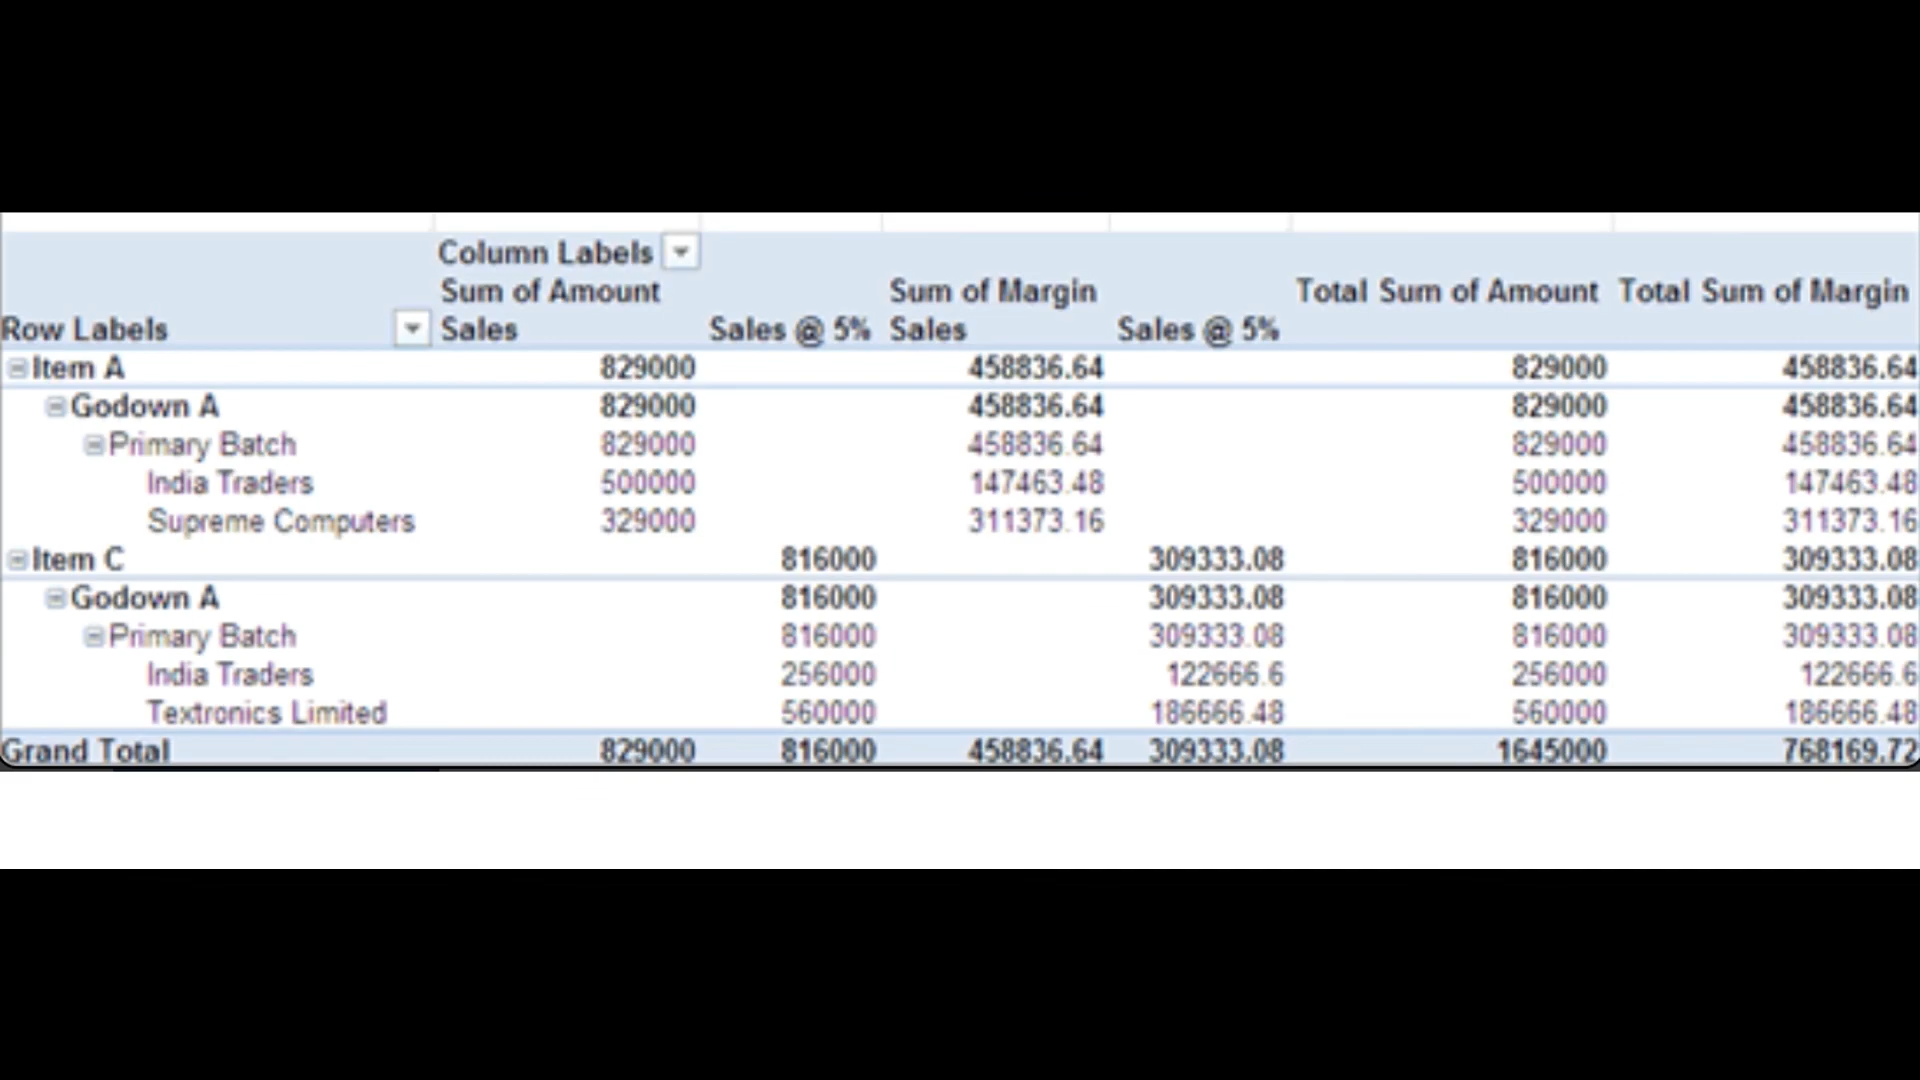 Column Labels
Sum of Amount Sum of Margin Total Sum of Amount Total Sum of Margin
Row Labels Sales Sales @ 5% Sales Sales @ 5%
Item A 829000 458836.64 829000 458836.64
Godown A 829000 458836.64 829000 458836.64
Primary Batch 829000 458836.64 829000 458836.64
India Traders 500000 147463.48 500000 147463.48
Supreme Computers 329000 311373.16 329000 311373.16
Item C 816000 309333.08 816000 309333.08
Godown A 816000 309333.08 816000 309333.08
Primary Batch 816000 309333.08 816000 309333.08
India Traders 256000 122666.6 256000 122666.6
Textronics Limited 560000 186666.48 560000 186666.48
Grand Total 829000 816000 458836.64 309333.08 1645000 768169.72